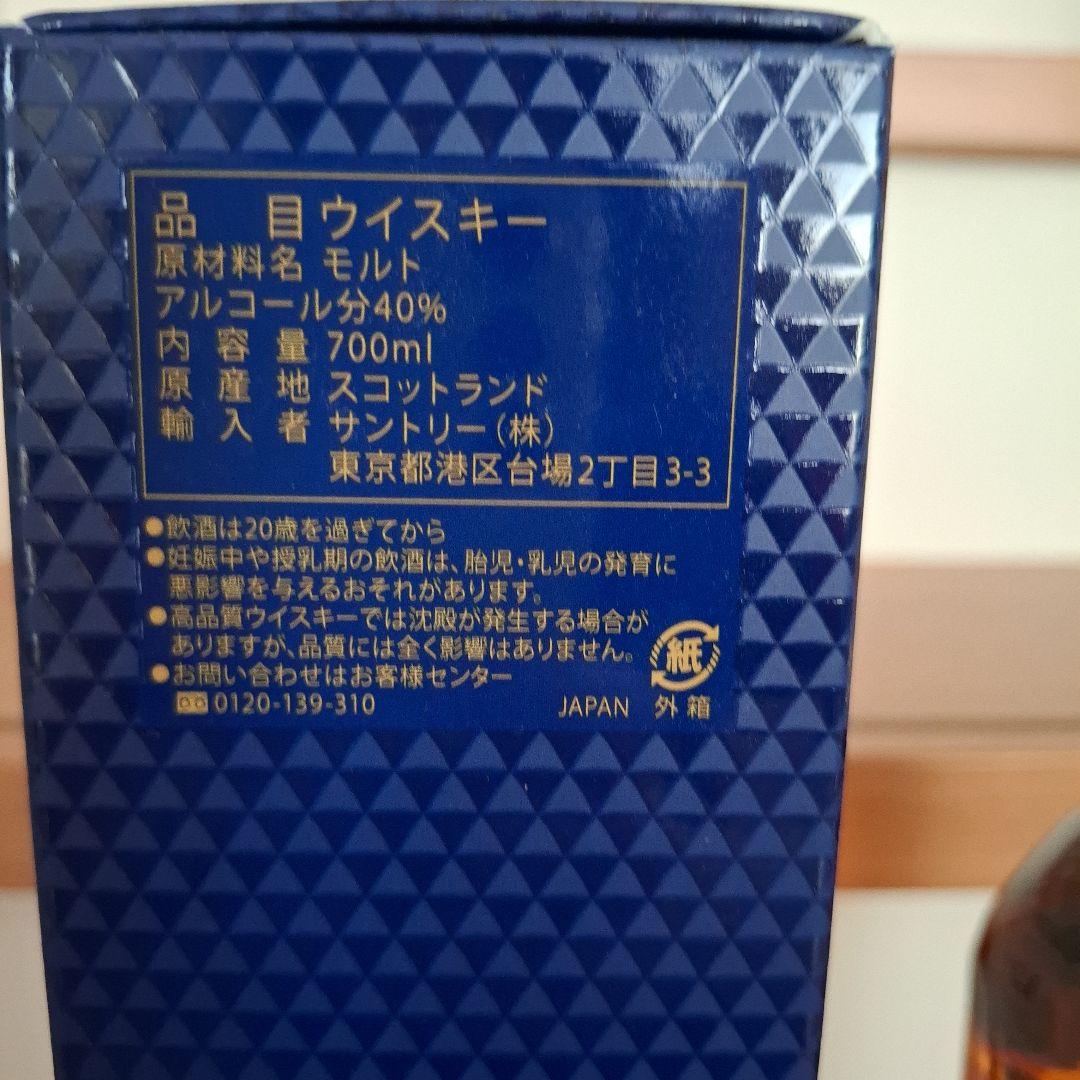 品 目 ウイスキー
原材料名 モルト
アルコール分40%
内容量 700ml
原産地 スコットランド
輸入者 サントリー(株)
東京都港区台場2丁目3-3
●飲酒は20歳を過ぎてから
●妊娠中や授乳期の飲酒は、胎児・乳児の発育に
悪影響を与えるおそれがあります。
●高品質ウイスキーでは沈殿が発生する場合が
ありますが、品質には全く影響はありません。
紙
●お問い合わせはお客様センター
0120-139-310
JAPAN 外箱